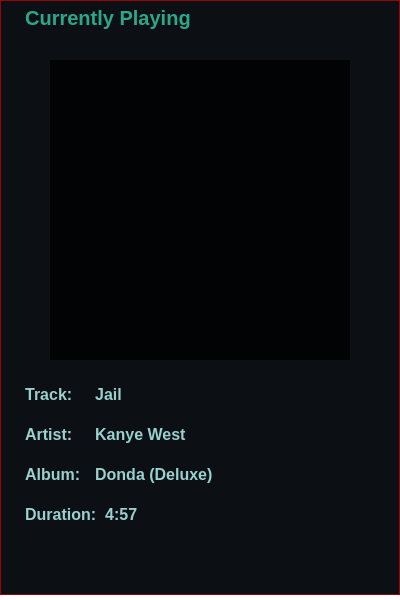 Currently Playing
Track: Jail
Artist: Kanye West
Album: Donda (Deluxe)
Duration: 4:57